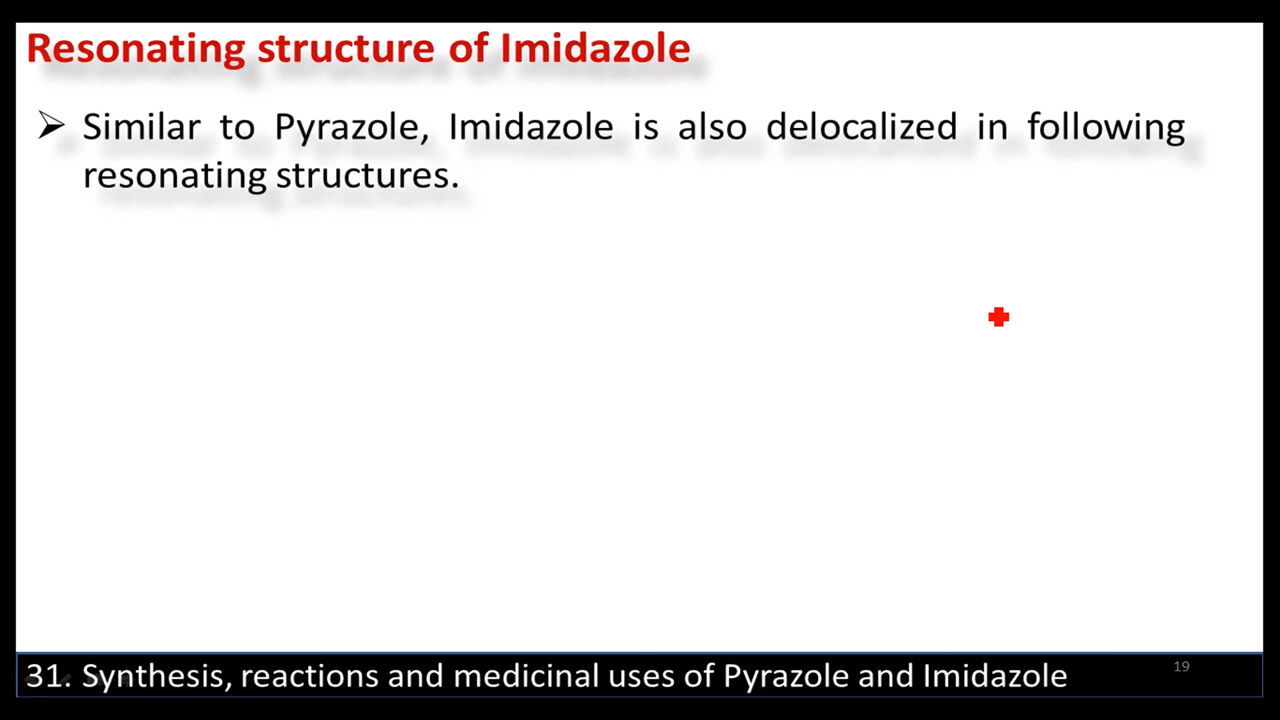 Resonating structure of Imidazole
Similar to Pyrazole, Imidazole is also delocalized in following
resonating structures.
31. Synthesis, reactions and medicinal uses of Pyrazole and Imidazole
19